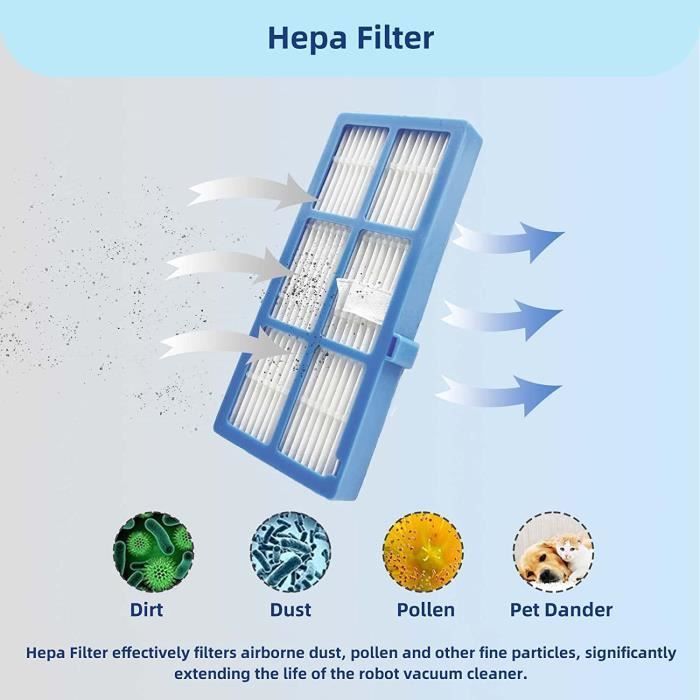 Hepa Filter
Dirt
Dust
Pollen
Pet Dander
Hepa Filter effectively filters airborne dust, pollen and other fine particles, significantly
extending the life of the robot vacuum cleaner.